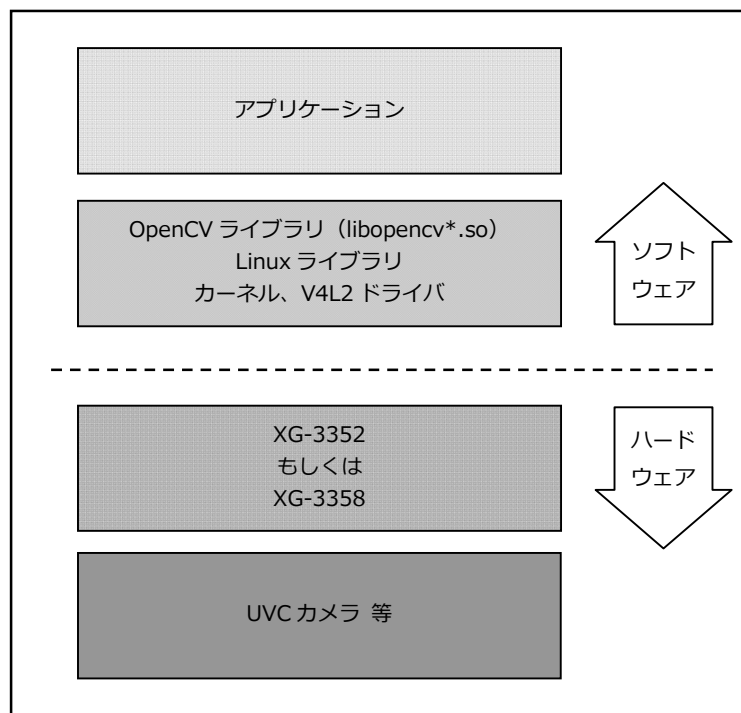 アプリケーション
OpenCV ライブラリ（libopencv*.so）
Linux ライブラリ
カーネル、V4L2 ドライバ
ソフト
ウェア
XG-3352
もしくは
XG-3358
ハード
ウェア
UVC カメラ 等